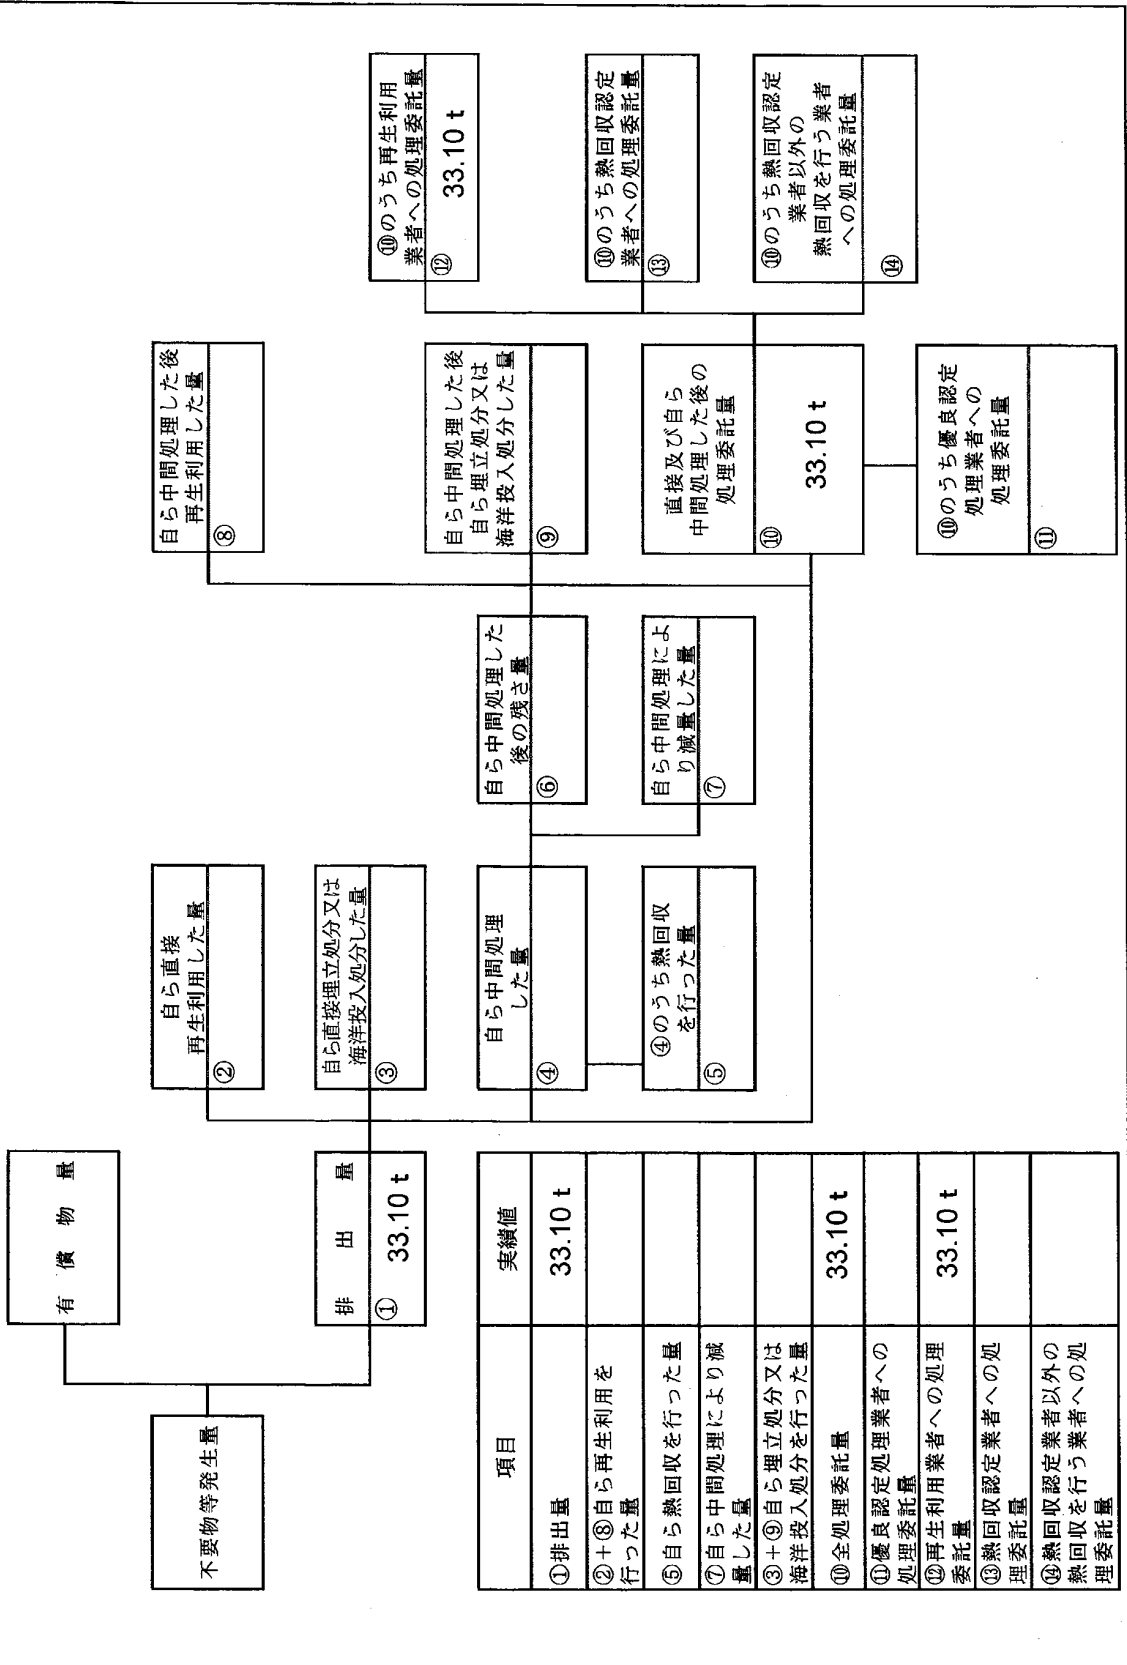 不要物等発生量
有償物量
排出量
①
33.10 t
自ら直接
再生利用した量
②
自ら直接埋立処分又は
海洋投入処分した量
③
自ら中間処理
した量
④
④のうち熱回収
を行った量
⑤
自ら中間処理した
後の残さ量
⑥
自ら中間処理によ
り減量した量
⑦
自ら中間処理した後
再生利用した量
⑧
自ら中間処理した後
自ら埋立処分又は
海洋投入処分した量
⑨
直接及び自ら
中間処理した後の
処理委託量
⑩
33.10 t
⑩のうち優良認定
処理業者への
処理委託量
⑪
⑩のうち再生利用
業者への処理委託量
⑫
33.10 t
⑩のうち熱回収認定
業者への処理委託量
⑬
⑩のうち熱回収認定
業者以外の
熱回収を行う業者
への処理委託量
⑭
項目 実績値
①排出量 33.10 t
②+⑧自ら再生利用を
行った量
⑤自ら熱回収を行った量
⑦自ら中間処理により減
量した量
③+⑨自ら埋立処分又は
海洋投入処分を行った量
⑩全処理委託量 33.10 t
⑪優良認定処理業者への
処理委託量
⑫再生利用業者への処理
委託量 33.10 t
⑬熱回収認定業者への処
理委託量
⑭熱回収認定業者以外の
熱回収を行う業者への処
理委託量